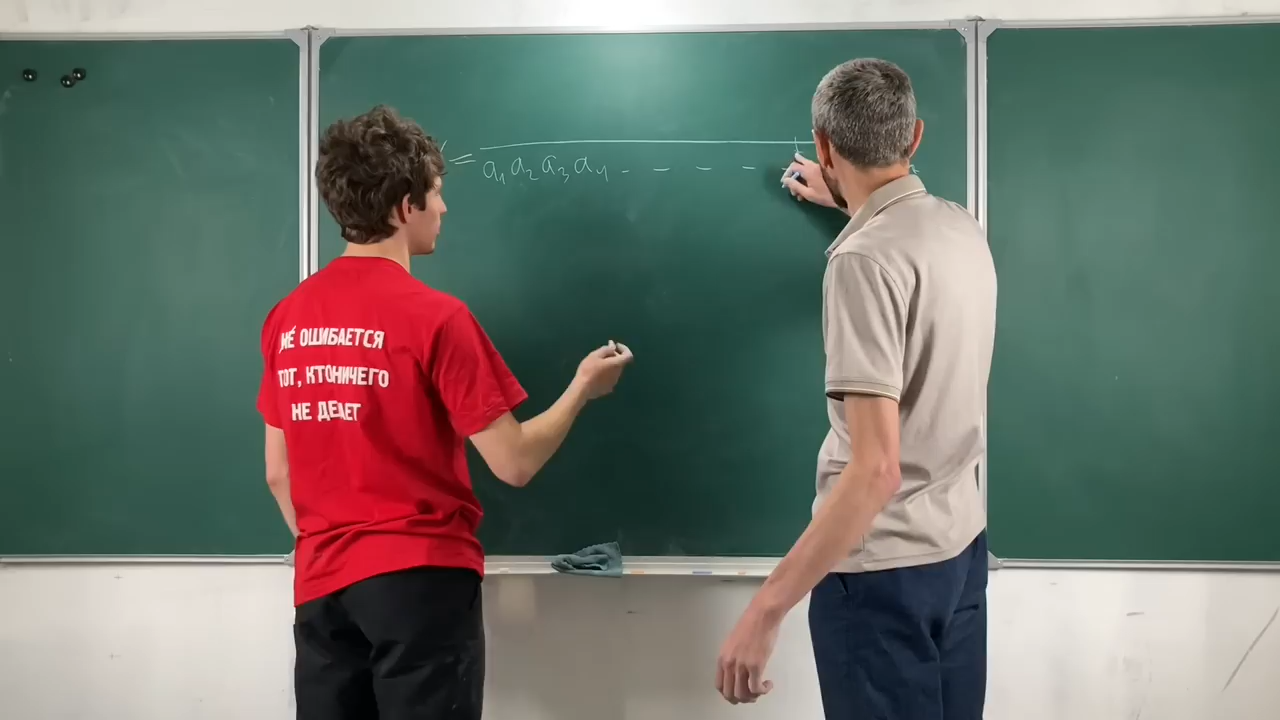 = a₁ a₂ a₃ a₄ - - - -
НЕ ОШИБАЕТСЯ
ТОТ, КТО НИЧЕГО
НЕ ДЕЛАЕТ